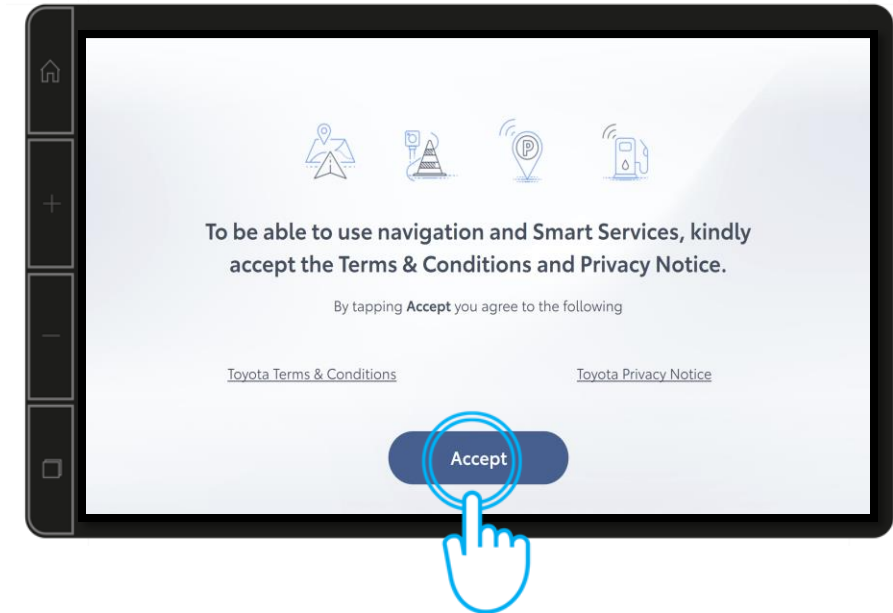 To be able to use navigation and Smart Services, kindly
accept the Terms & Conditions and Privacy Notice.
By tapping Accept you agree to the following
Toyota Terms & Conditions
Toyota Privacy Notice
Accept
P